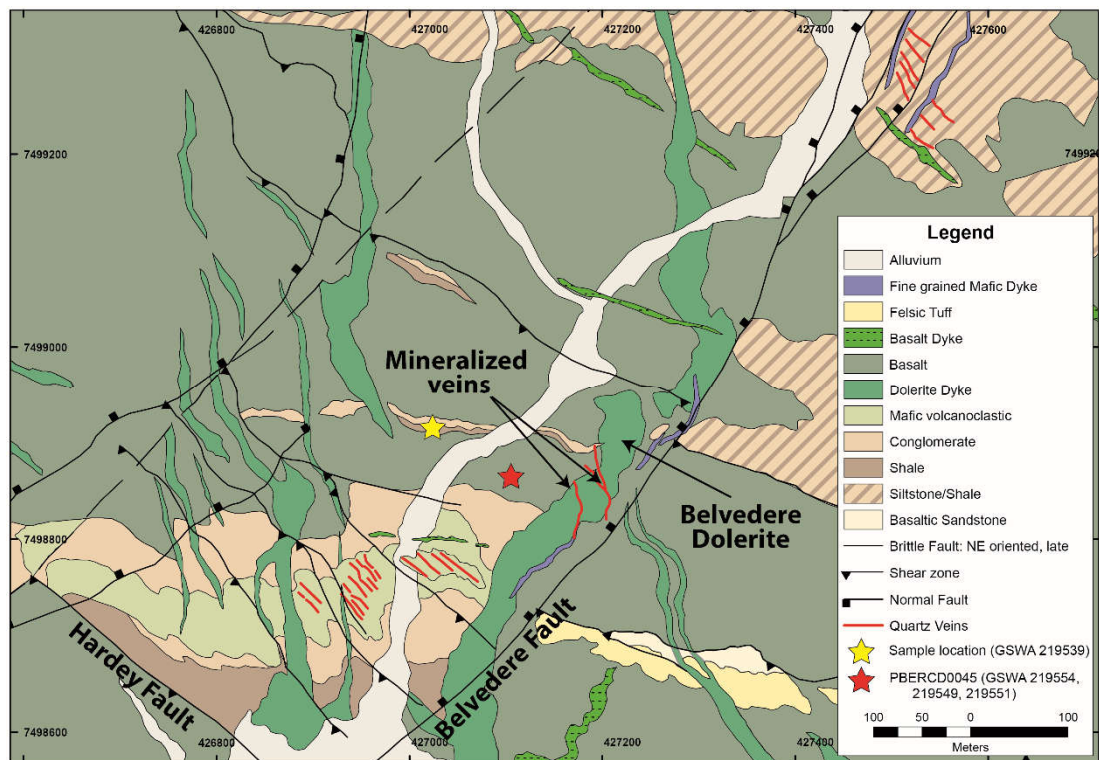 426800
427000
427200
427400
427600
7499200
7499200
7499000
7498800
7498600
Mineralized
veins
Belvedere
Dolerite
Hardey Fault
Belvedere Fault
426800
427000
427200
427400
Legend
Alluvium
Fine grained Mafic Dyke
Felsic Tuff
Basalt Dyke
Basalt
Dolerite Dyke
Mafic volcanoclastic
Conglomerate
Shale
Siltstone/Shale
Basaltic Sandstone
Brittle Fault: NE oriented, late
Shear zone
Normal Fault
Quartz Veins
Sample location (GSWA 219539)
PBERCD0045 (GSWA 219554,
219549, 219551)
100 50 0 100
Meters